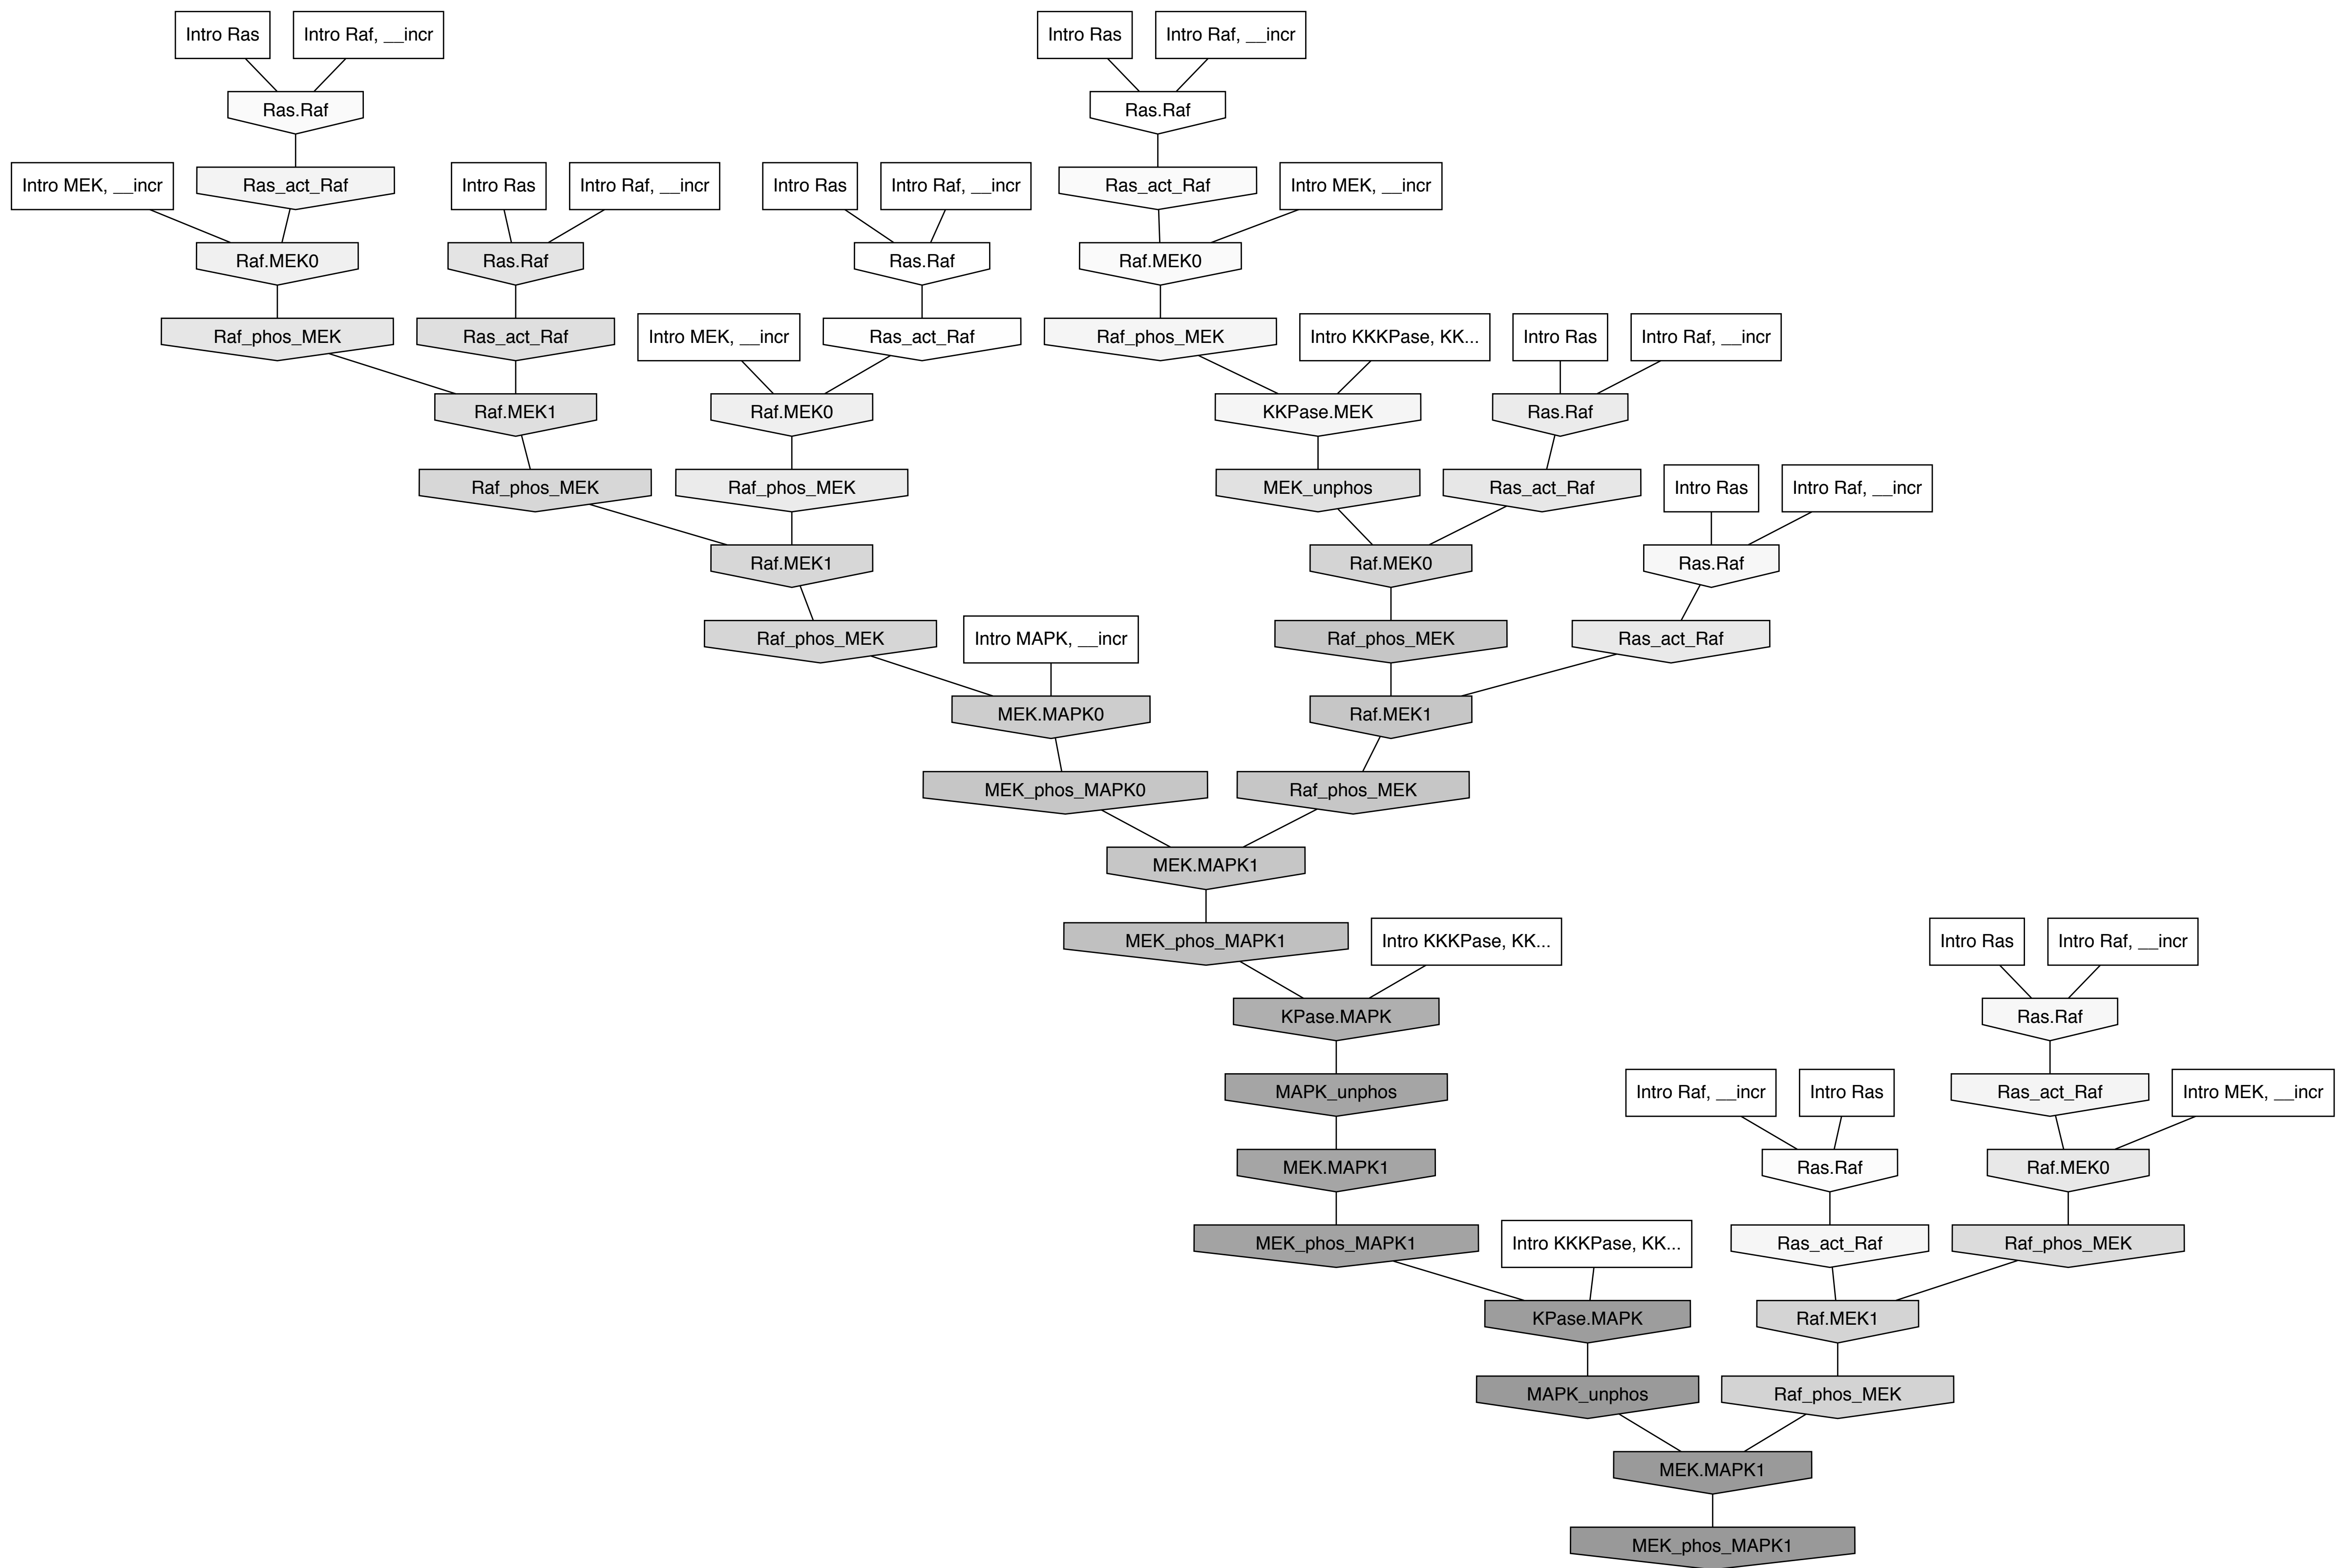 Intro Ras
Intro Raf, __incr
Intro Ras
Intro Raf, __incr
Ras.Raf
Ras.Raf
Intro MEK, __incr
Ras_act_Raf
Intro Ras
Intro Raf, __incr
Intro Ras
Intro Raf, __incr
Ras_act_Raf
Intro MEK, __incr
Raf.MEK0
Ras.Raf
Ras.Raf
Raf.MEK0
Raf_phos_MEK
Ras_act_Raf
Intro MEK, __incr
Ras_act_Raf
Raf_phos_MEK
Intro KKKPase, KK...
Intro Ras
Intro Raf, __incr
Raf.MEK1
Raf.MEK0
KKPase.MEK
Ras.Raf
Raf_phos_MEK
Raf_phos_MEK
MEK_unphos
Ras_act_Raf
Intro Ras
Intro Raf, __incr
Raf.MEK1
Raf.MEK0
Ras.Raf
Raf_phos_MEK
Intro MAPK, __incr
Raf_phos_MEK
Ras_act_Raf
MEK.MAPK0
Raf.MEK1
MEK_phos_MAPK0
Raf_phos_MEK
MEK.MAPK1
MEK_phos_MAPK1
Intro KKKPase, KK...
Intro Ras
Intro Raf, __incr
KPase.MAPK
Ras.Raf
MAPK_unphos
Intro Raf, __incr
Intro Ras
Ras_act_Raf
Intro MEK, __incr
MEK.MAPK1
Ras.Raf
Raf.MEK0
MEK_phos_MAPK1
Intro KKKPase, KK...
Ras_act_Raf
Raf_phos_MEK
KPase.MAPK
Raf.MEK1
MAPK_unphos
Raf_phos_MEK
MEK.MAPK1
MEK_phos_MAPK1